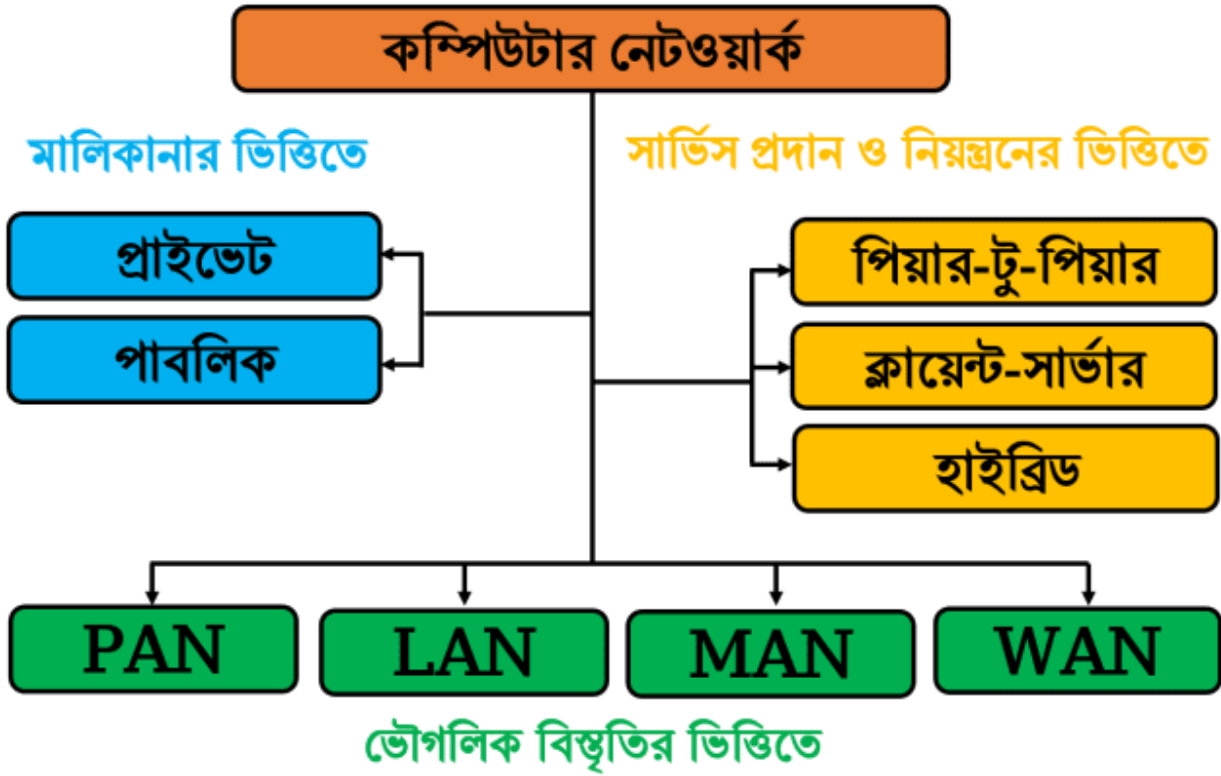 কম্পিউটার নেটওয়ার্ক
মালিকানার ভিত্তিতে
প্রাইভেট
পাবলিক
সার্ভিস প্রদান ও নিয়ন্ত্রনের ভিত্তিতে
পিয়ার-টু-পিয়ার
ক্লায়েন্ট-সার্ভার
হাইব্রিড
PAN LAN MAN WAN
ভৌগলিক বিস্তৃতির ভিত্তিতে